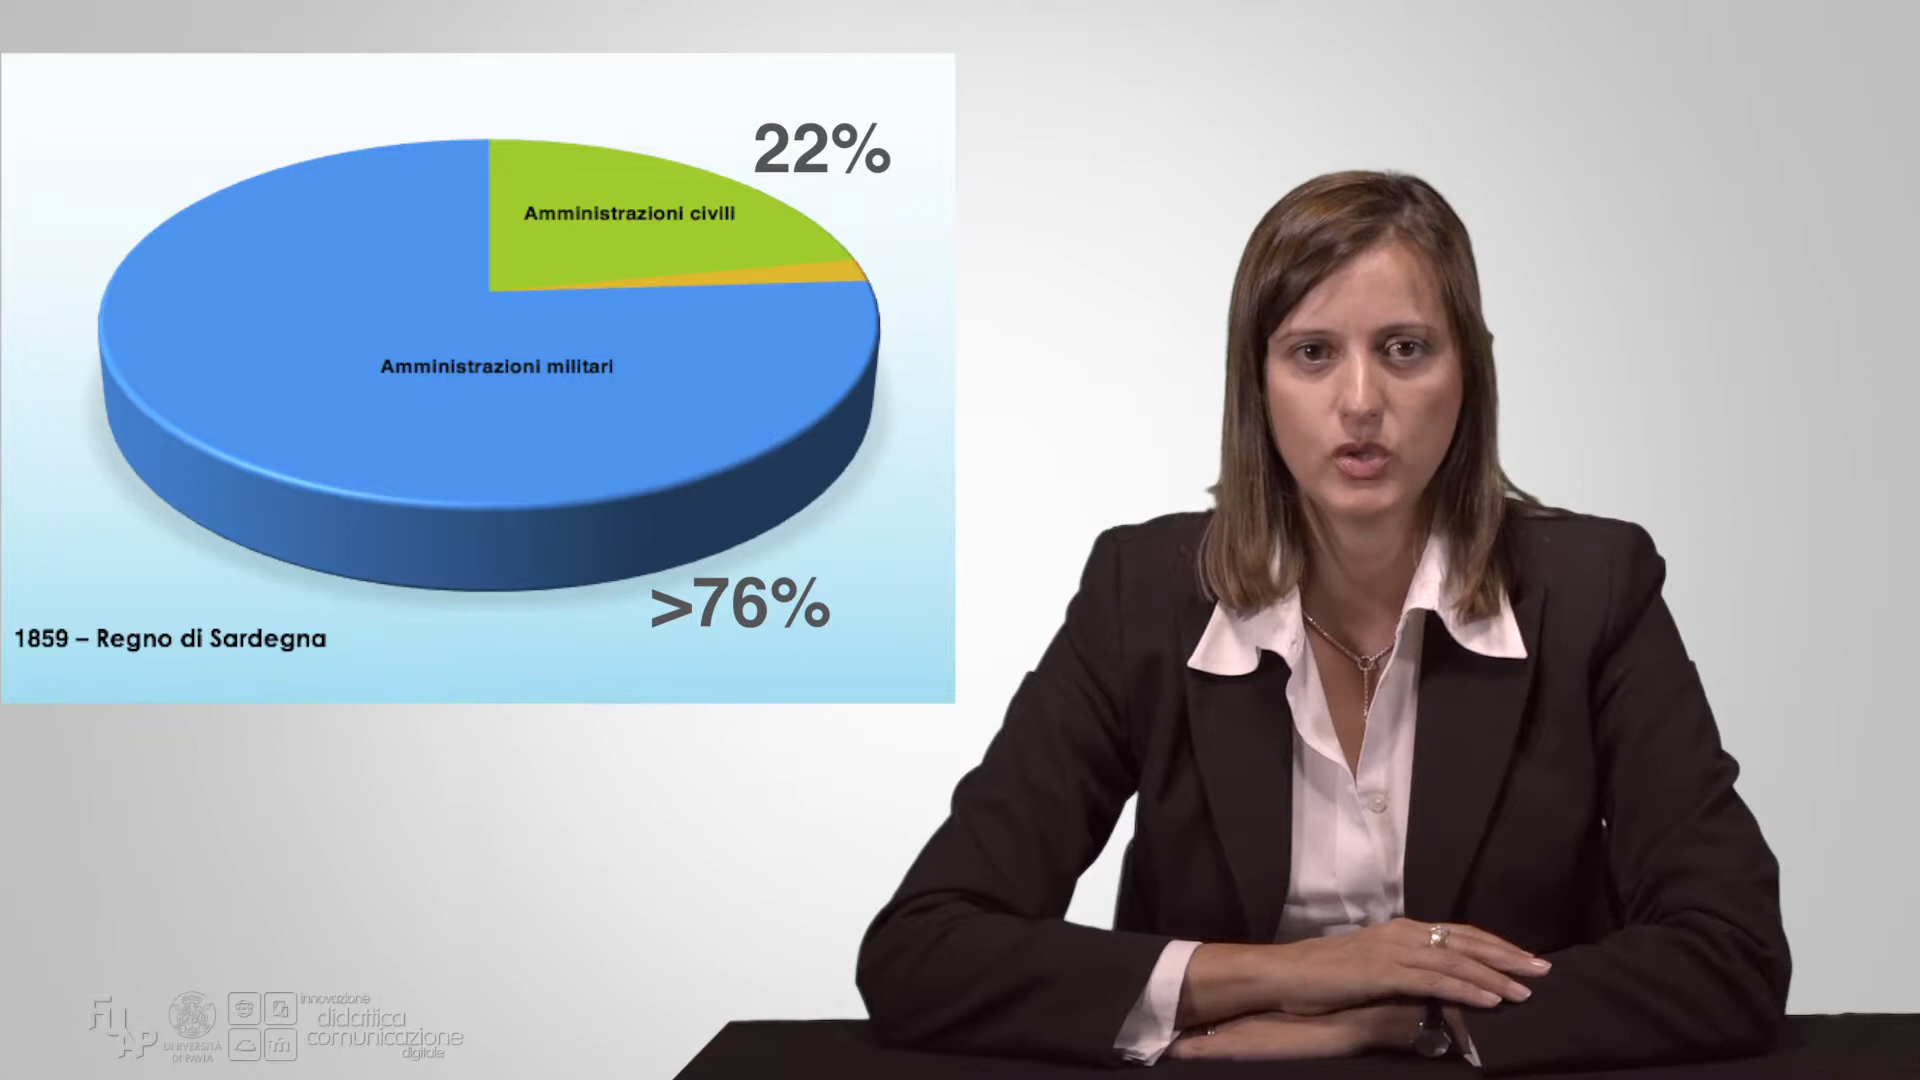 22%
Amministrazioni civili
Amministrazioni militari
>76%
1859 – Regno di Sardegna
UNIVERSITÀ
DI PAVIA
innovazione
didattica
comunicazione
digitale